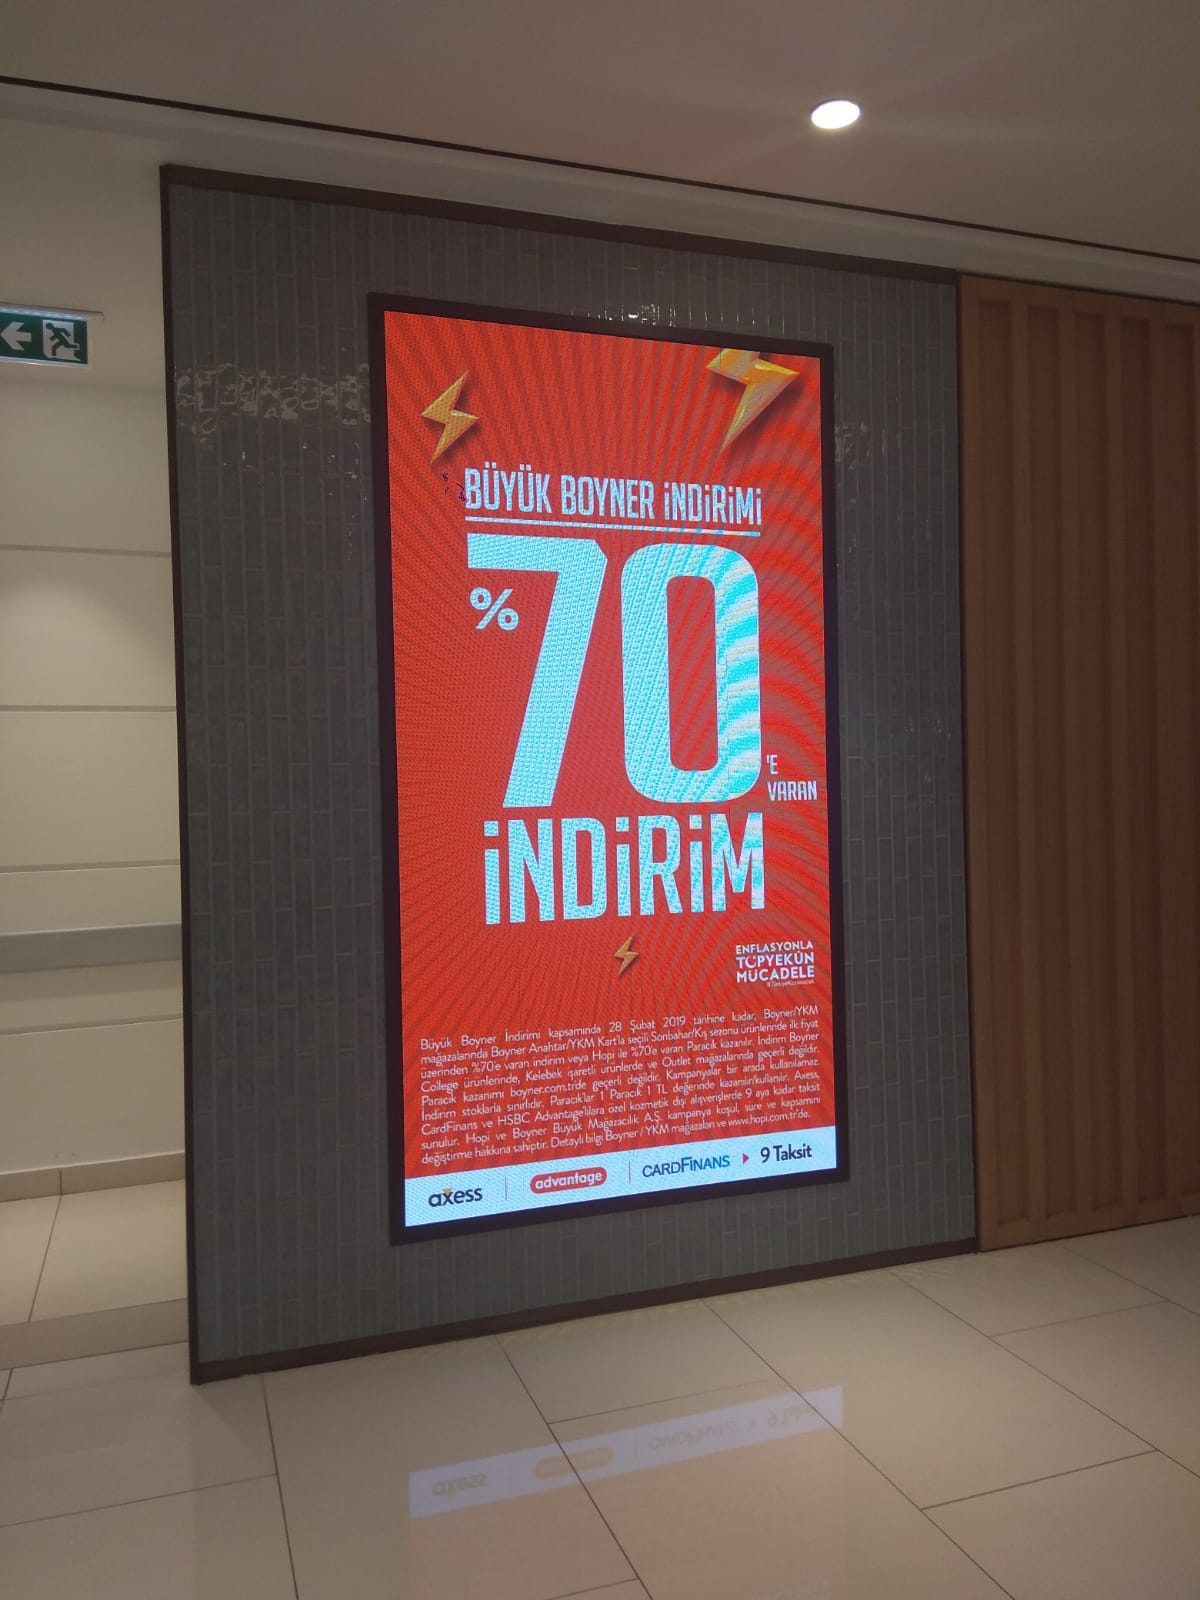 BÜYÜK BOYNER İNDİRİMİ
%70'E
VARAN
İNDİRİM
ENFLASYONLA
TOPYEKÜN
MÜCADELE
Büyük Boyner İndirimi kapsamında 28 Şubat 2019 tarihine kadar, Boyner/YKM
mağazalarında Boyner Anahtar/YKM Kart'la seçili Sonbahar/Kış sezonu ürünlerinde ilk fiyat
üzerinden %70'e varan indirim veya Hopi ile %70'e varan Paracık kazanılır. İndirim Boyner
College ürünlerinde, Kelebek işaretli ürünlerde ve Outlet mağazalarında geçerli değildir.
Paracık kazanımı boyner.com.tr'de geçerli değildir. Kampanyalar bir arada kullanılamaz.
İndirim stoklarla sınırlıdır. Paracık'lar 1 Paracık 1 TL değerinde kazanılır/kullanılır. Axess,
CardFinans ve HSBC Advantage'lılara özel kozmetik dışı alışverişlerde 9 aya kadar taksit
sunulur. Hopi ve Boyner Büyük Mağazacılık A.Ş. kampanya koşul, süre ve kapsamını
değiştirme hakkına sahiptir. Detaylı bilgi Boyner / YKM mağazaları ve www.hopi.com.tr'de.
axess advantage CARDFINANS 9 Taksit